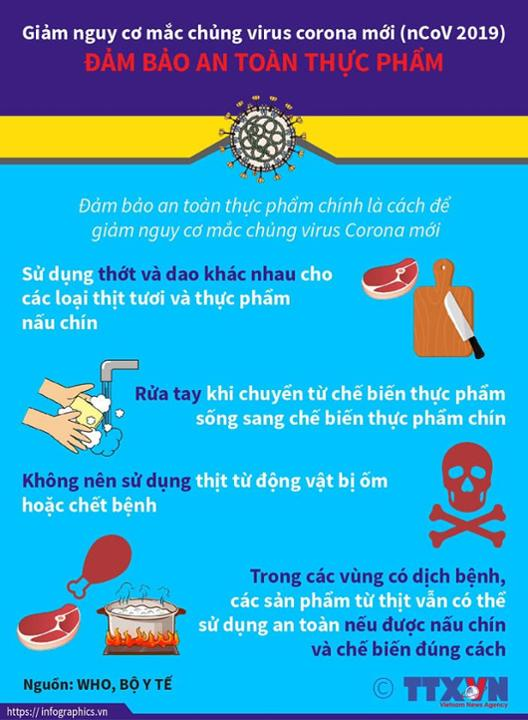 Giảm nguy cơ mắc chủng virus corona mới (nCoV 2019)
ĐẢM BẢO AN TOÀN THỰC PHẨM
Đảm bảo an toàn thực phẩm chính là cách để
giảm nguy cơ mắc chủng virus Corona mới
Sử dụng thớt và dao khác nhau cho
các loại thịt tươi và thực phẩm
nấu chín
Rửa tay khi chuyển từ chế biến thực phẩm
sống sang chế biến thực phẩm chín
Không nên sử dụng thịt từ động vật bị ốm
hoặc chết bệnh
Trong các vùng có dịch bệnh,
các sản phẩm từ thịt vẫn có thể
sử dụng an toàn nếu được nấu chín
và chế biến đúng cách
Nguồn: WHO, BỘ Y TẾ
© TTXVN
Vietnam News Agency
https://infographics.vn